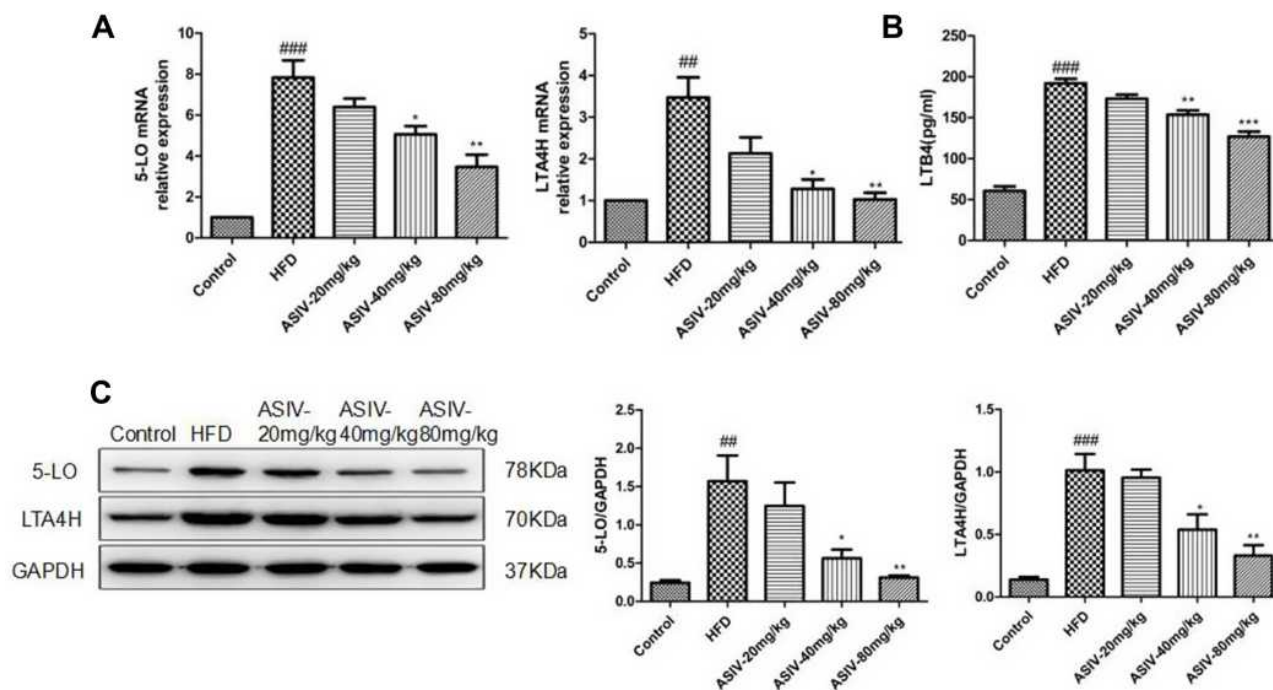 A
5-LO mRNA
relative expression
10
8
6
4
2
0
###
*
**
Control
HFD
ASIV-20mg/kg
ASIV-40mg/kg
ASIV-80mg/kg
LTA4H mRNA
relative expression
5
4
3
2
1
0
##
*
**
Control
HFD
ASIV-20mg/kg
ASIV-40mg/kg
ASIV-80mg/kg
B
LTB4(pg/ml)
250
200
150
100
50
0
###
**
***
Control
HFD
ASIV-20mg/kg
ASIV-40mg/kg
ASIV-80mg/kg
C
ASIV- ASIV- ASIV-
Control HFD 20mg/kg 40mg/kg 80mg/kg
5-LO 78KDa
LTA4H 70KDa
GAPDH 37KDa
5-LO/GAPDH
2.5
2.0
1.5
1.0
0.5
0.0
##
*
**
Control
HFD
ASIV-20mg/kg
ASIV-40mg/kg
ASIV-80mg/kg
LTA4H/GAPDH
1.5
1.0
0.5
0.0
###
*
**
Control
HFD
ASIV-20mg/kg
ASIV-40mg/kg
ASIV-80mg/kg